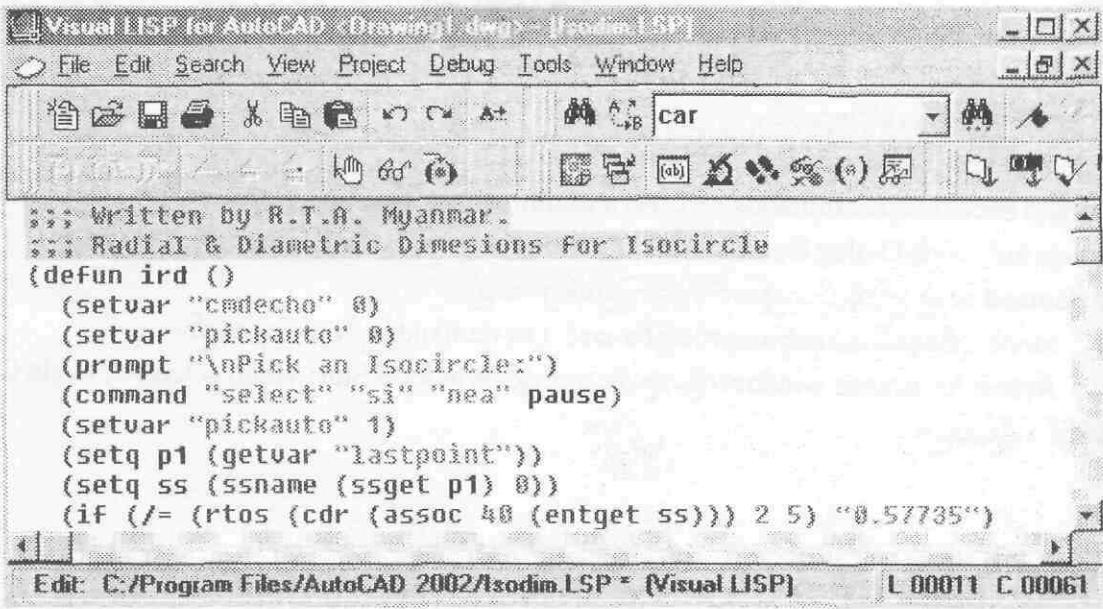 Visual LISP for AutoCAD <Drawing1.dwg> - [Isodim.LSP]
File Edit Search View Project Debug Tools Window Help
car
;;; Written by R.T.A. Myanmar.
;;; Radial & Diametric Dimesions For Isocircle
(defun ird ()
(setvar "cmdecho" 0)
(setvar "pickauto" 0)
(prompt "\nPick an Isocircle:")
(command "select" "si" "nea" pause)
(setvar "pickauto" 1)
(setq p1 (getvar "lastpoint"))
(setq ss (ssname (ssget p1) 0))
(if (/= (rtos (cdr (assoc 40 (entget ss))) 2 5) "0.57735")
Edit: C:/Program Files/AutoCAD 2002/Isodim.LSP * (Visual LISP) L 00011 C 00061